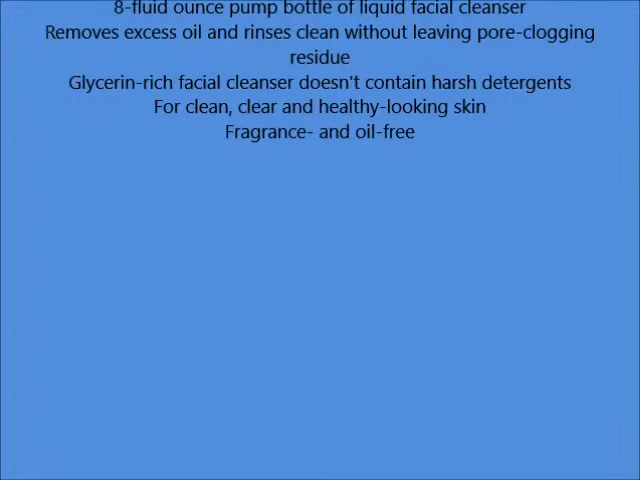 8-fluid ounce pump bottle of liquid facial cleanser
Removes excess oil and rinses clean without leaving pore-clogging
residue
Glycerin-rich facial cleanser doesn't contain harsh detergents
For clean, clear and healthy-looking skin
Fragrance- and oil-free